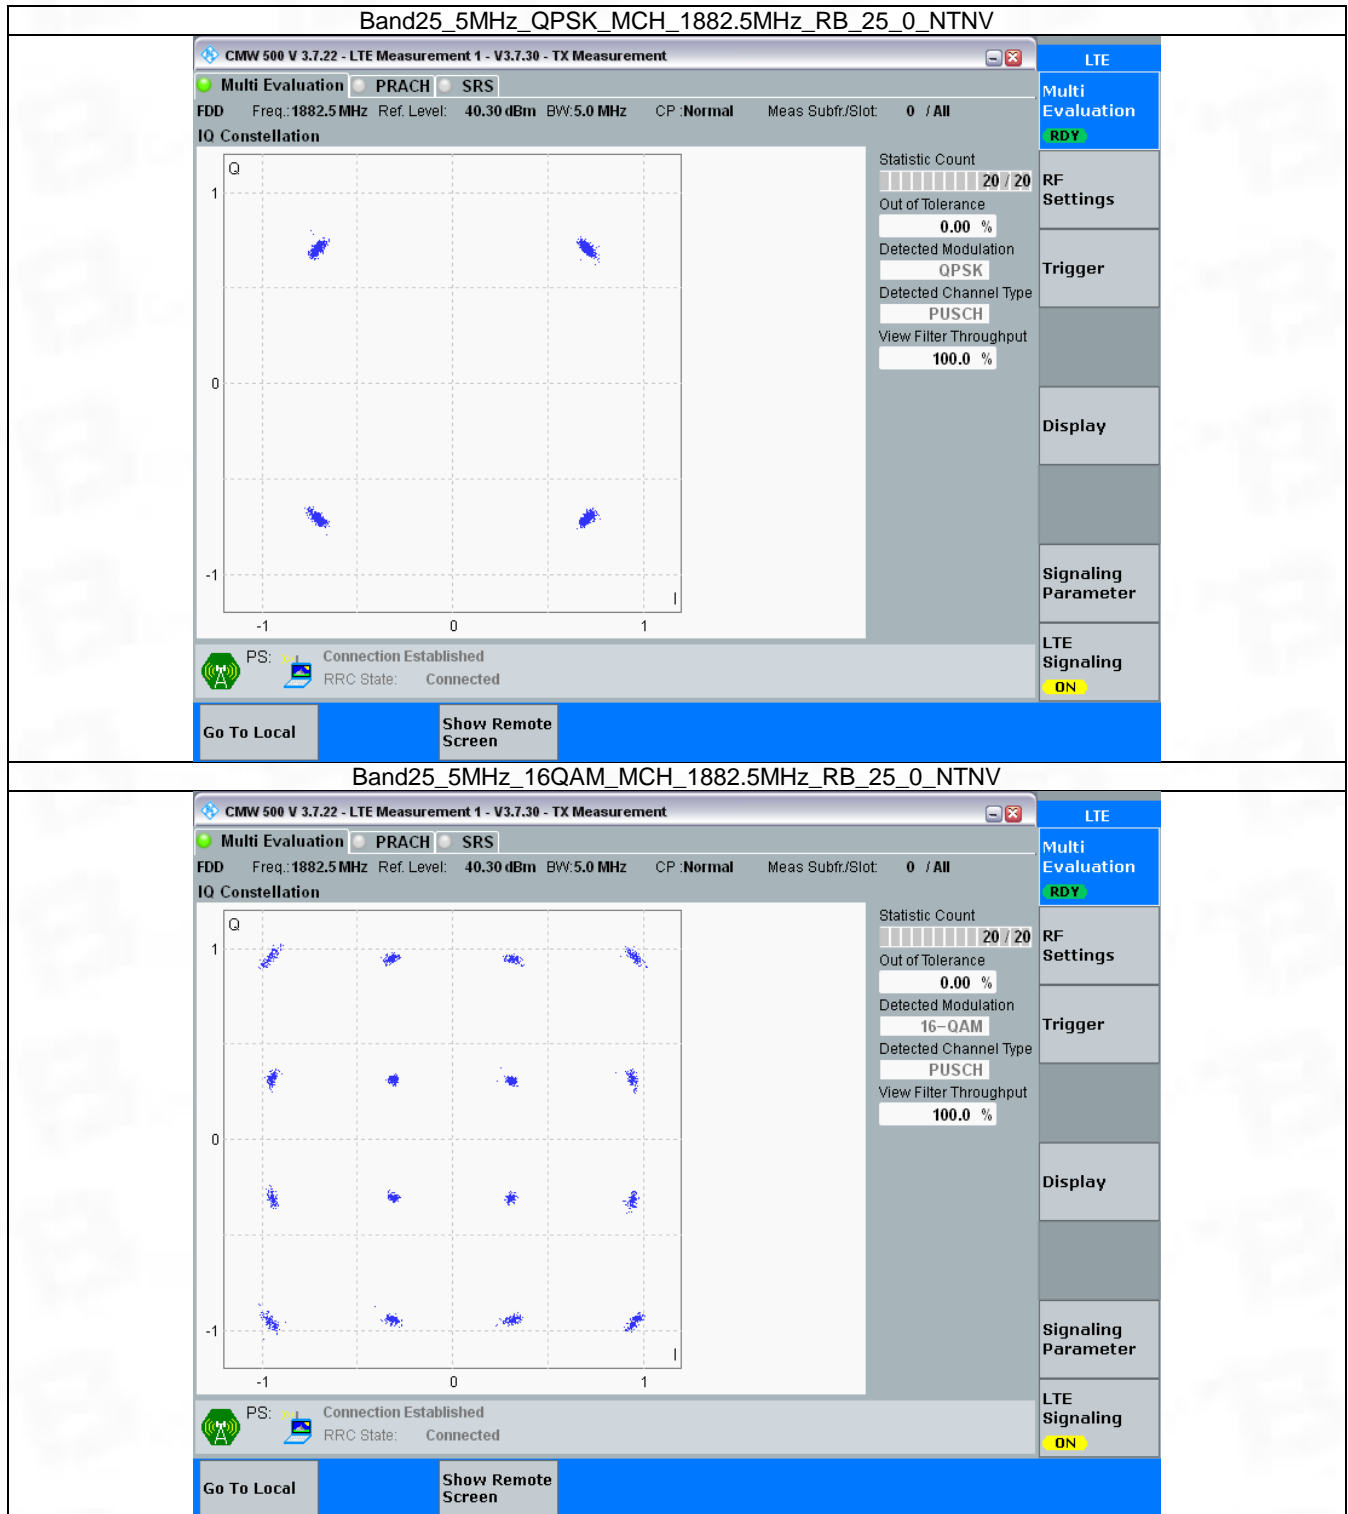 Band25_5MHz_QPSK_MCH_1882.5MHz_RB_25_0_NTNV
CMW 500 V 3.7.22 - LTE Measurement 1 - V3.7.30 - TX Measurement
LTE
Multi Evaluation PRACH SRS
Multi
Evaluation
RDY
FDD Freq.:1882.5 MHz Ref. Level: 40.30 dBm BW:5.0 MHz CP :Normal Meas Subfr./Slot: 0 / All
IQ Constellation
Q
1
0
-1
I
-1 0 1
Statistic Count
20 / 20
Out of Tolerance
0.00 %
Detected Modulation
QPSK
Detected Channel Type
PUSCH
View Filter Throughput
100.0 %
RF
Settings
Trigger
Display
Signaling
Parameter
LTE
Signaling
ON
PS: Connection Established
RRC State: Connected
Go To Local
Show Remote
Screen
Band25_5MHz_16QAM_MCH_1882.5MHz_RB_25_0_NTNV
CMW 500 V 3.7.22 - LTE Measurement 1 - V3.7.30 - TX Measurement
LTE
Multi Evaluation PRACH SRS
Multi
Evaluation
RDY
FDD Freq.:1882.5 MHz Ref. Level: 40.30 dBm BW:5.0 MHz CP :Normal Meas Subfr./Slot: 0 / All
IQ Constellation
Q
1
0
-1
I
-1 0 1
Statistic Count
20 / 20
Out of Tolerance
0.00 %
Detected Modulation
16-QAM
Detected Channel Type
PUSCH
View Filter Throughput
100.0 %
RF
Settings
Trigger
Display
Signaling
Parameter
LTE
Signaling
ON
PS: Connection Established
RRC State: Connected
Go To Local
Show Remote
Screen